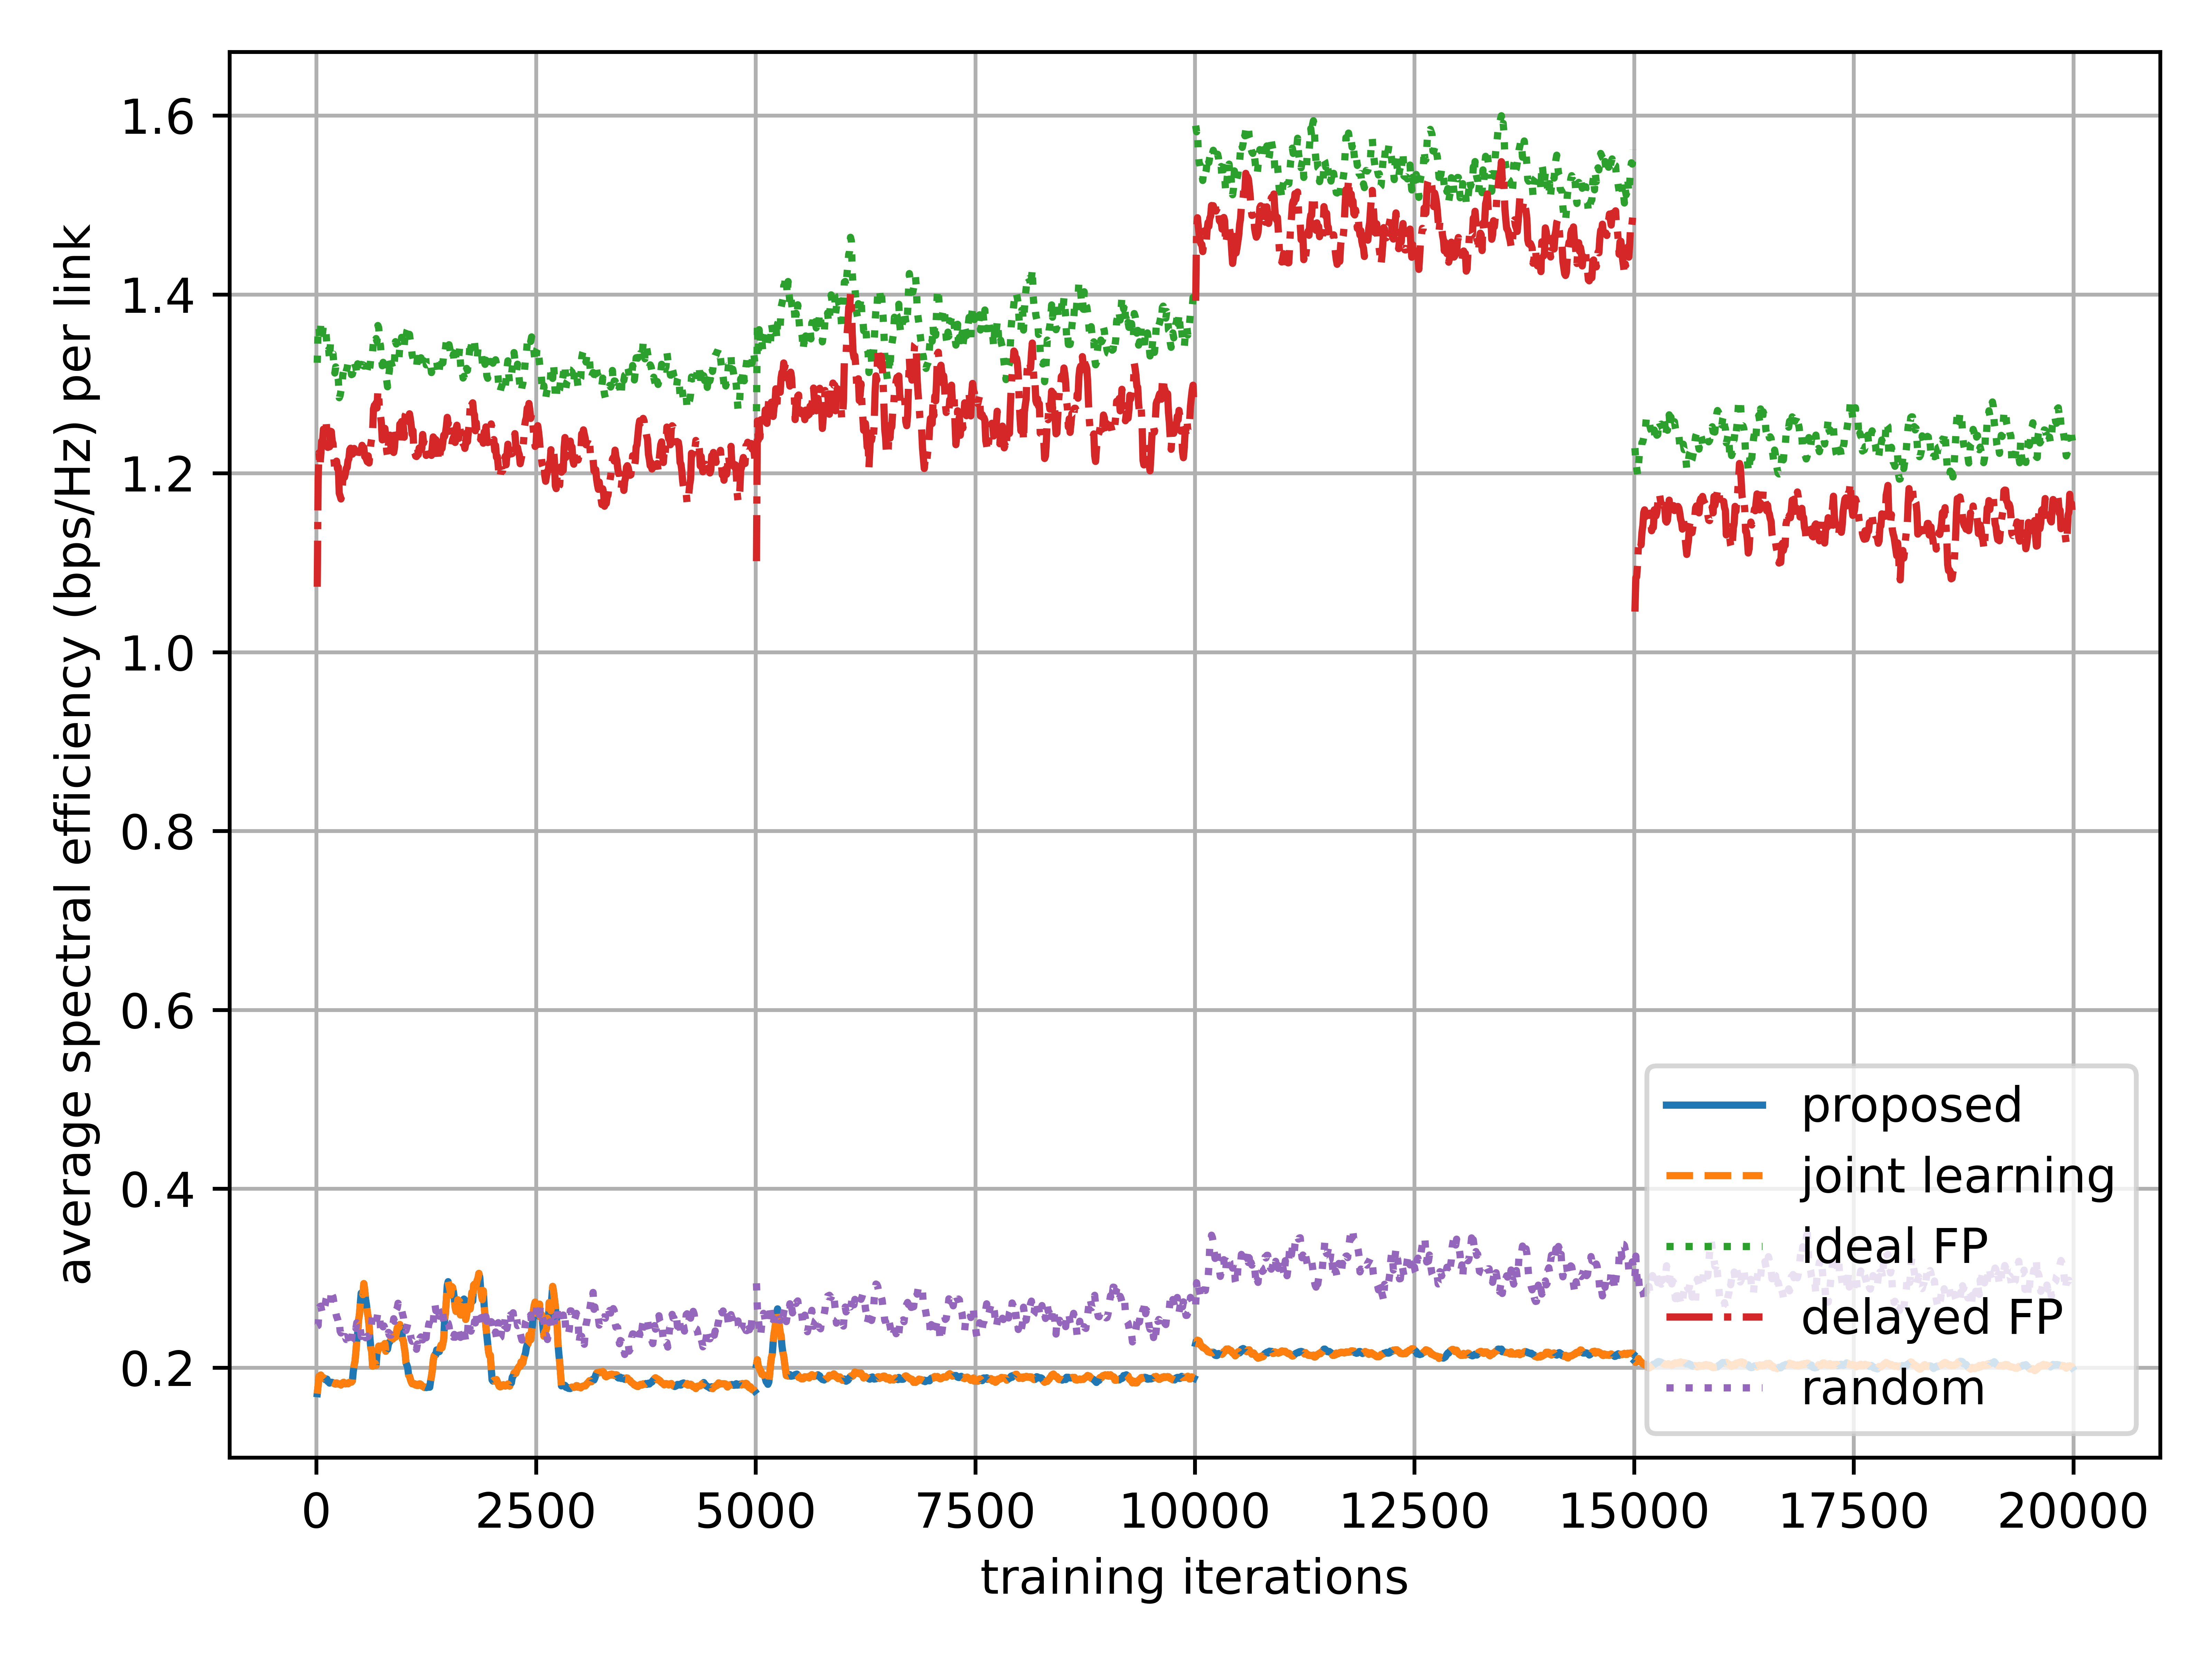 1.6
1.4
1.2
1.0
0.8
0.6
0.4
0.2
average spectral efficiency (bps/Hz) per link
proposed
joint learning
ideal FP
delayed FP
random
0 2500 5000 7500 10000 12500 15000 17500 20000
training iterations